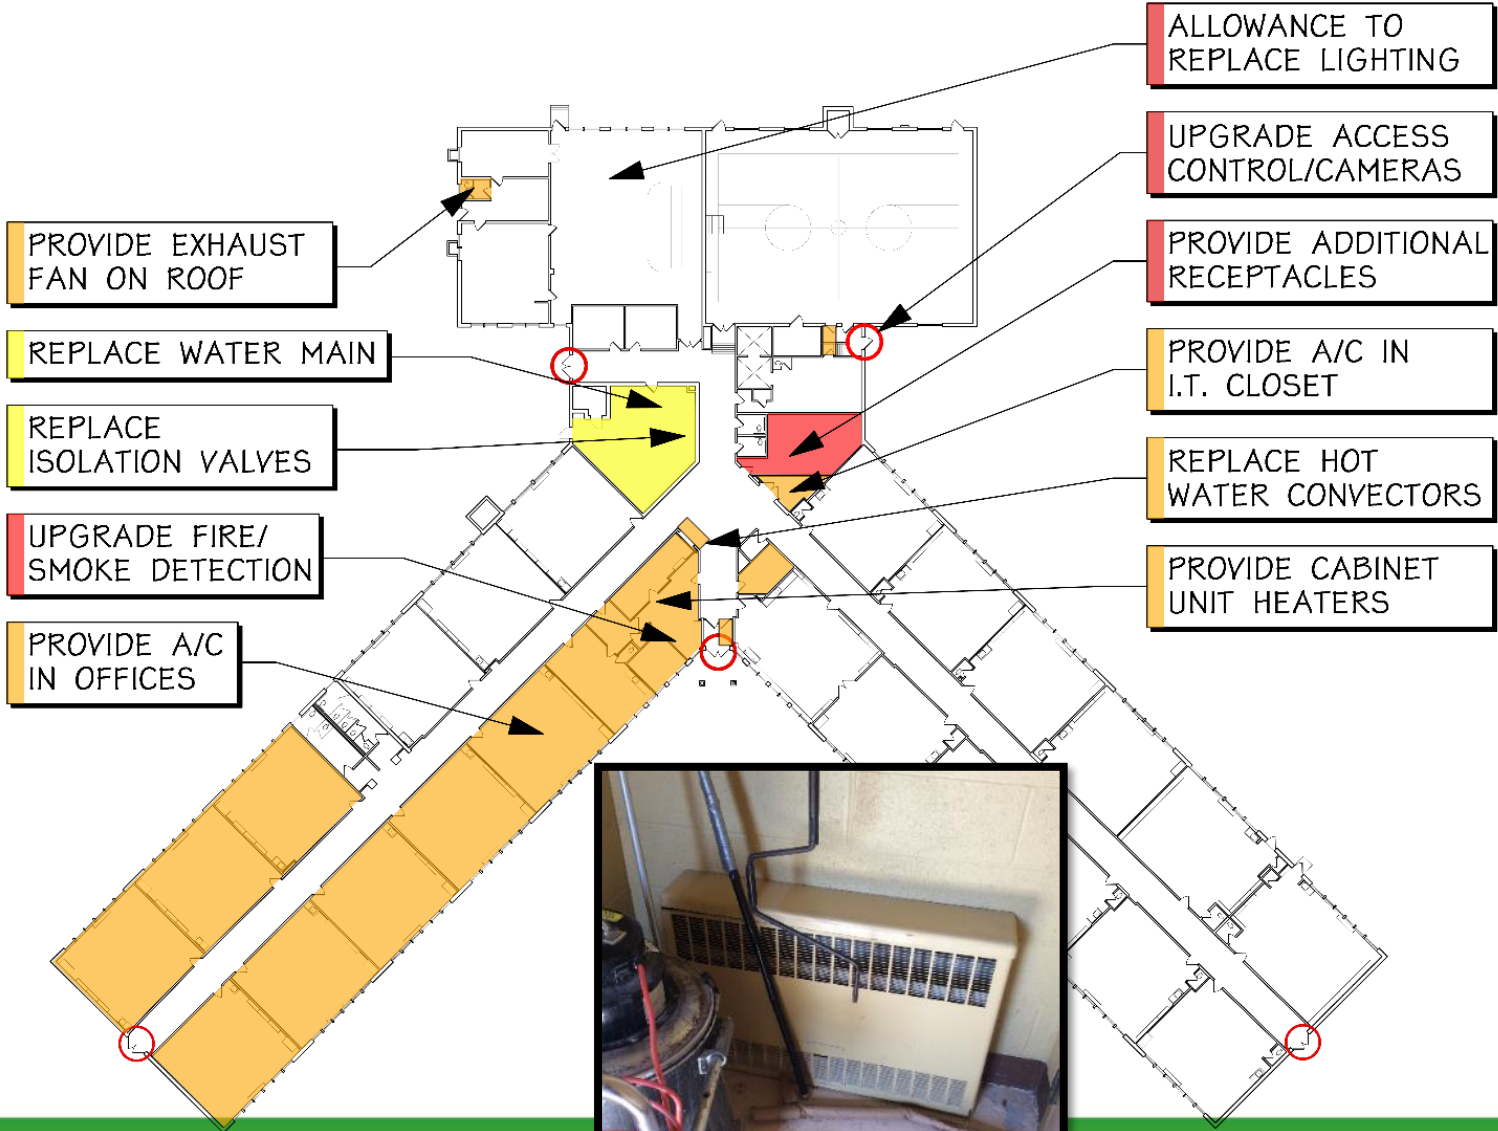 ALLOWANCE TO
REPLACE LIGHTING
UPGRADE ACCESS
CONTROL/CAMERAS
PROVIDE ADDITIONAL
RECEPTACLES
PROVIDE A/C IN
I.T. CLOSET
REPLACE HOT
WATER CONVECTORS
PROVIDE CABINET
UNIT HEATERS
PROVIDE EXHAUST
FAN ON ROOF
REPLACE WATER MAIN
REPLACE
ISOLATION VALVES
UPGRADE FIRE/
SMOKE DETECTION
PROVIDE A/C
IN OFFICES